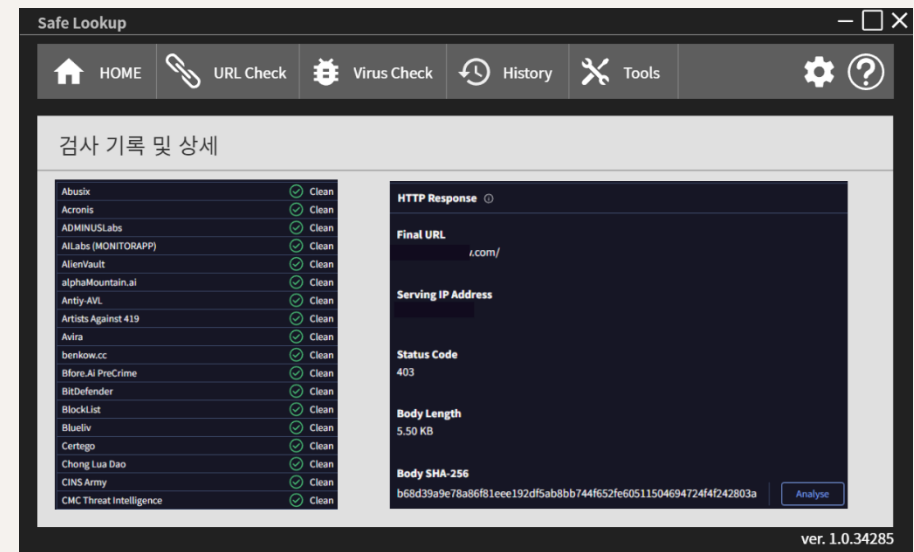 Safe Lookup
HOME URL Check Virus Check History Tools
검사 기록 및 상세
Abusix Clean
Acronis Clean
ADMINUSLabs Clean
AILabs (MONITORAPP) Clean
AlienVault Clean
alphaMountain.ai Clean
Antiy-AVL Clean
Artists Against 419 Clean
Avira Clean
benkow.cc Clean
Bfore.Ai PreCrime Clean
BitDefender Clean
BlockList Clean
Blueliv Clean
Certego Clean
Chong Lua Dao Clean
CINS Army Clean
CMC Threat Intelligence Clean
HTTP Response
Final URL
.com/
Serving IP Address
Status Code
403
Body Length
5.50 KB
Body SHA-256
b68d39a9e78a86f81eee192df5ab8bb744f652fe60511504694724f4f242803a Analyse
ver. 1.0.34285